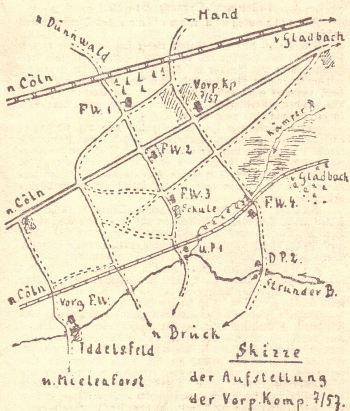 n Dünnwald
Hand
v Gladbach
n Cöln
F.W. 1
Vorp. Kp
7/57
F.W. 2
Kämper B.
v Gladbach
F.W. 3
Schule
F.W. 4.
n Cöln
U.P 1
D.P. 2.
Strunder B.
n Cöln
Vorg F.W.
n Brück
Iddelsfeld
n. Mielenforst
Skizze
der Aufstellung
der Vorp. Komp. 7/57.